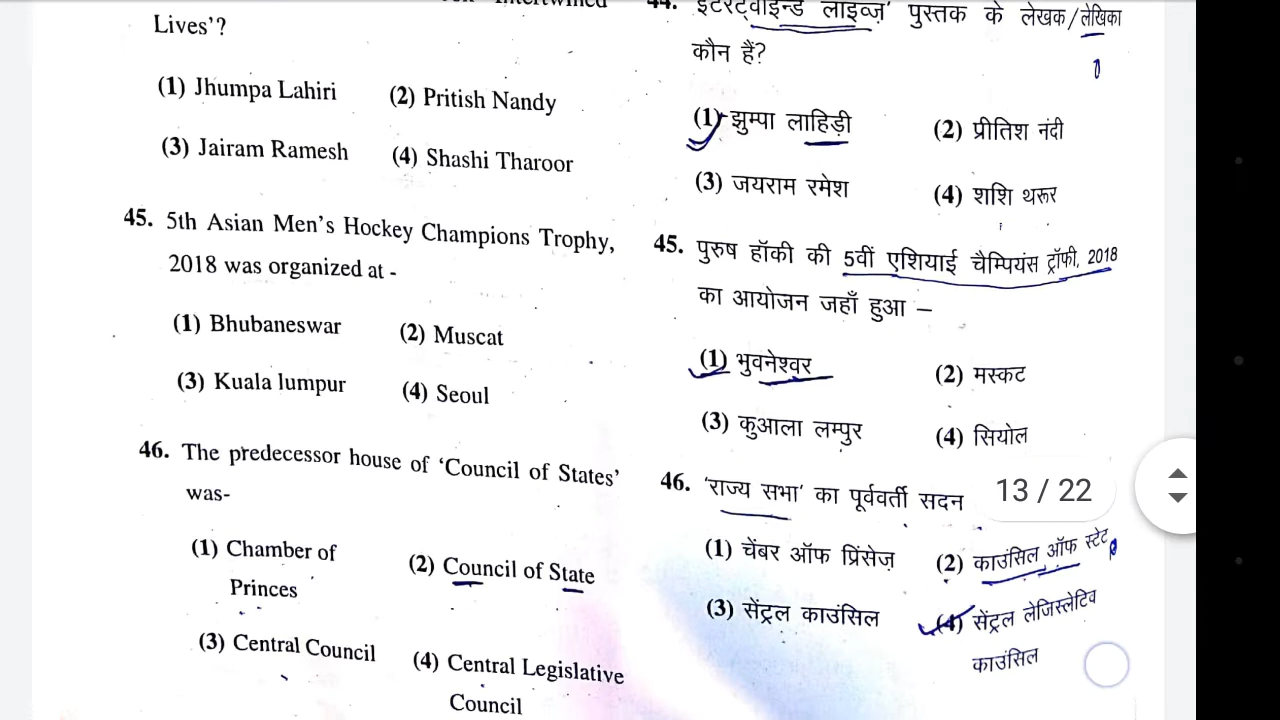 Lives'?
(1) Jhumpa Lahiri (2) Pritish Nandy
(3) Jairam Ramesh (4) Shashi Tharoor
45. 5th Asian Men's Hockey Champions Trophy,
2018 was organized at -
(1) Bhubaneswar (2) Muscat
(3) Kuala lumpur (4) Seoul
46. The predecessor house of 'Council of States'
was-
(1) Chamber of
Princes
(2) Council of State
(3) Central Council (4) Central Legislative
Council
44. इंटरट्वाइन्ड लाइव्ज़' पुस्तक के लेखक/लेखिका
कौन हैं?
(1) झुम्पा लाहिड़ी (2) प्रीतिश नंदी
(3) जयराम रमेश (4) शशि थरूर
45. पुरुष हॉकी की 5वीं एशियाई चैम्पियंस ट्रॉफी, 2018
का आयोजन जहाँ हुआ –
(1) भुवनेश्वर (2) मस्कट
(3) कुआला लम्पुर (4) सियोल
46. 'राज्य सभा' का पूर्ववर्ती सदन
(1) चेंबर ऑफ प्रिंसेज़ (2) काउंसिल ऑफ स्टेट
(3) सेंट्रल काउंसिल (4) सेंट्रल लेजिस्लेटिव
काउंसिल
13 / 22